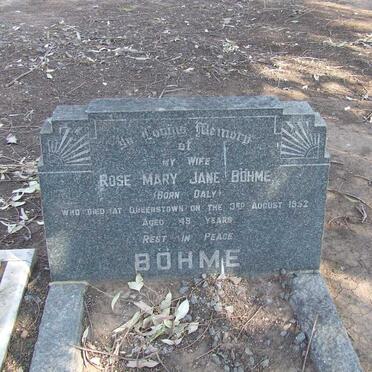 In Loving Memory
of
MY WIFE
ROSE MARY JANE BÖHME,
(BORN DALY)
WHO DIED AT QUEENSTOWN ON THE 3RD AUGUST 1952
AGED 49 YEARS
REST IN PEACE
BÖHME